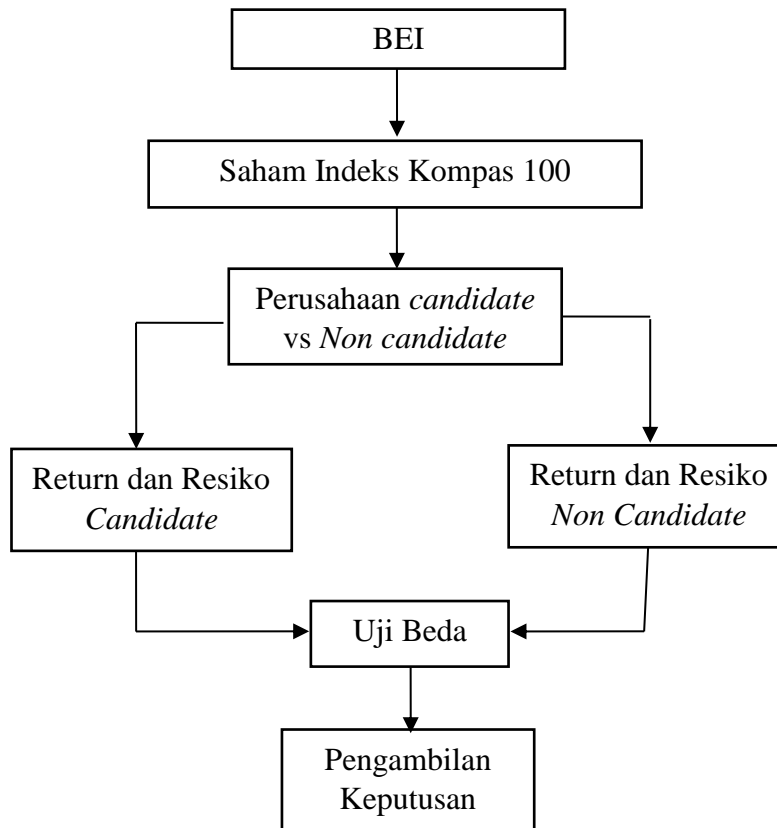 BEI
Saham Indeks Kompas 100
Perusahaan candidate
vs Non candidate
Return dan Resiko
Candidate
Return dan Resiko
Non Candidate
Uji Beda
Pengambilan
Keputusan